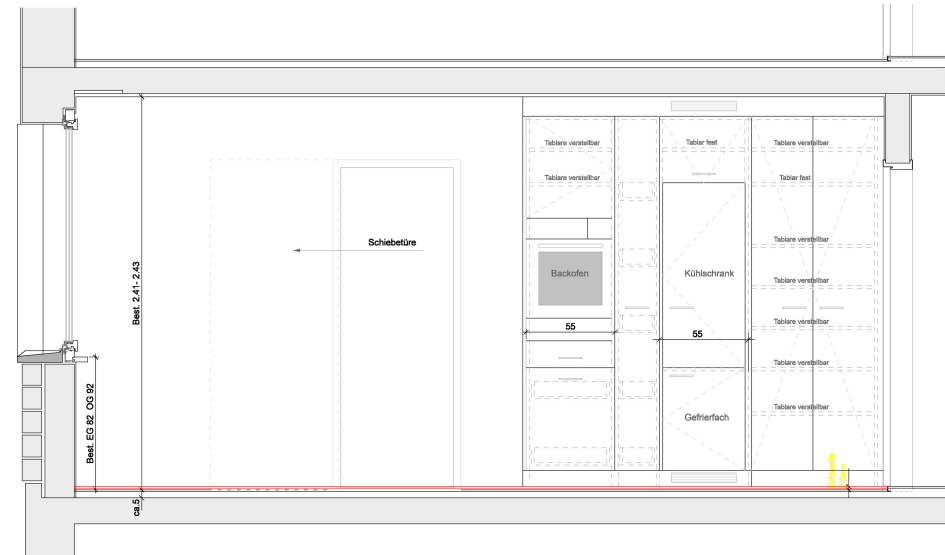 Tablare verstellbar
Tablar fest
Tablare verstellbar
Tablare verstellbar
Tablar fest
Schiebetüre
Tablare verstellbar
Best. 2.41- 2.43
Backofen
Kühlschrank
Tablare verstellbar
Tablare verstellbar
55
55
Tablare verstellbar
Best. EG 82 OG 92
Tablare verstellbar
Gefrierfach
Schwelle
ca.5